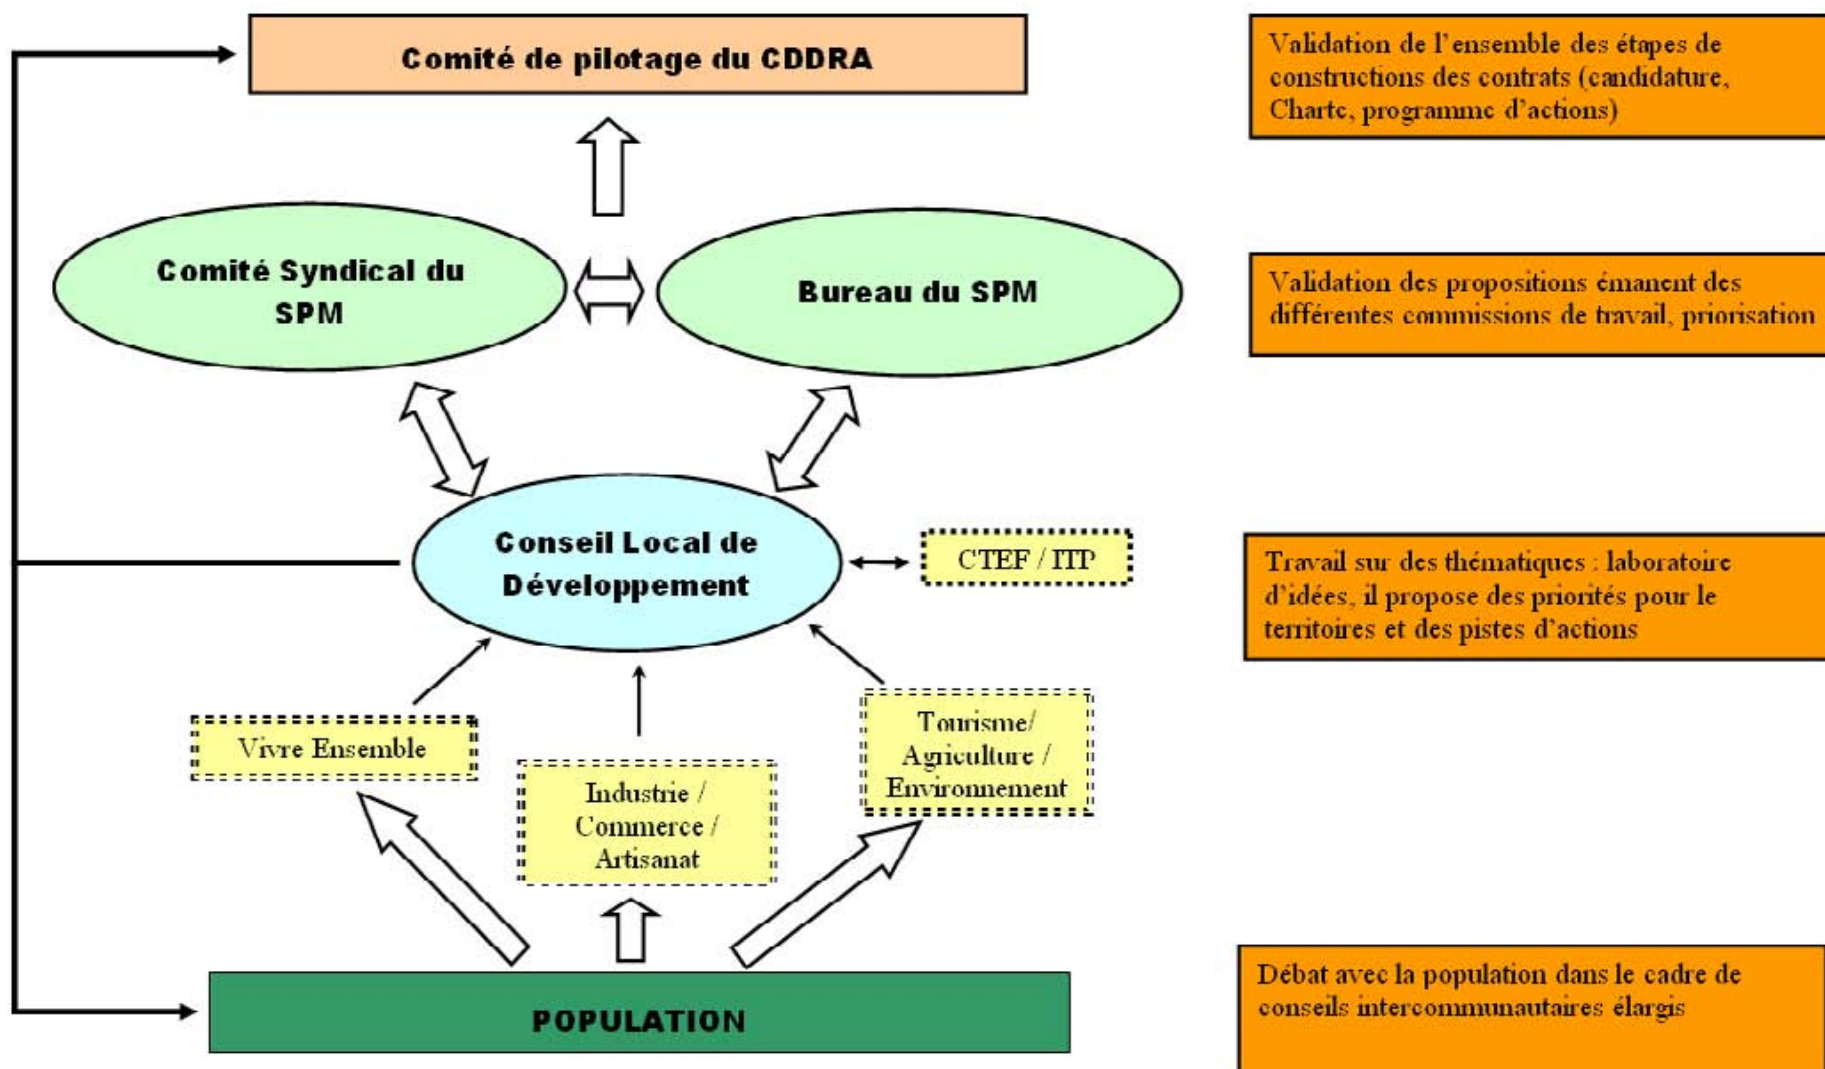 Comité de pilotage du CDDRA
Validation de l'ensemble des étapes de
constructions des contrats (candidature,
Charte, programme d'actions)
Comité Syndical du
SPM
Bureau du SPM
Validation des propositions émanent des
différentes commissions de travail, priorisation
Conseil Local de
Développement
CTEF / ITP
Travail sur des thématiques : laboratoire
d'idées, il propose des priorités pour le
territoires et des pistes d'actions
Vivre Ensemble
Industrie /
Commerce /
Artisanat
Tourisme/
Agriculture /
Environnement
POPULATION
Débat avec la population dans le cadre de
conseils intercommunautaires élargis